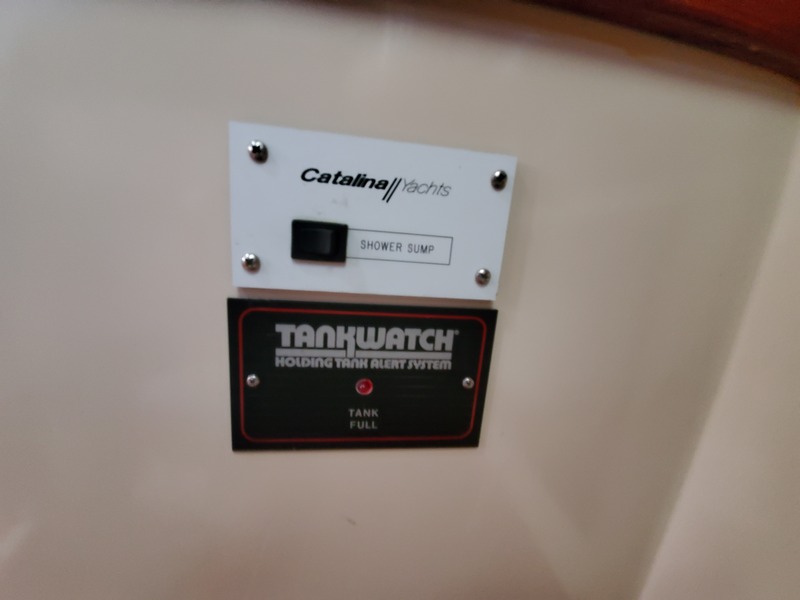 Catalina Yachts
SHOWER SUMP
TANKWATCH®
HOLDING TANK ALERT SYSTEM
TANK
FULL